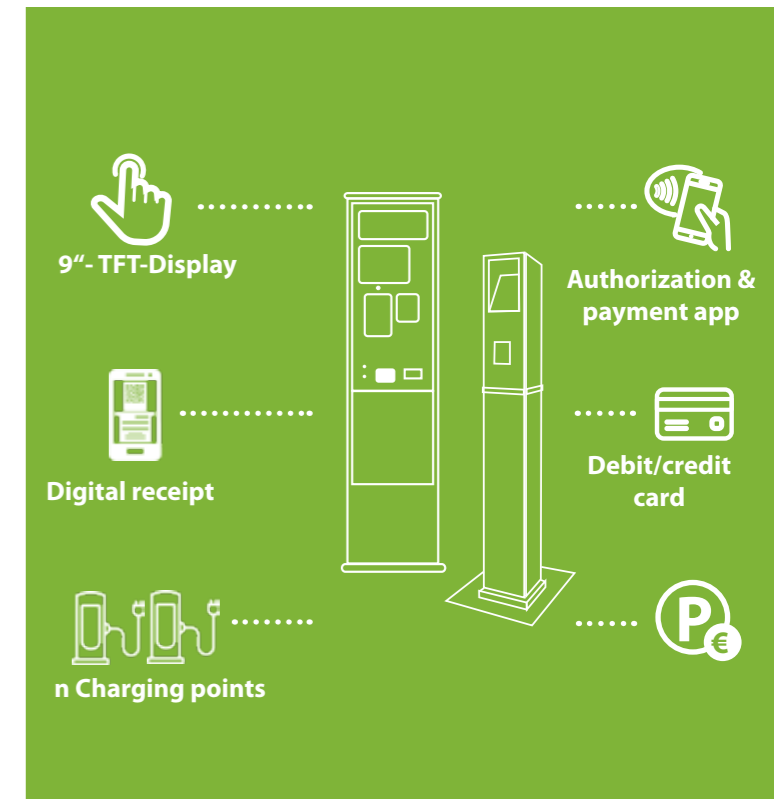 9“- TFT-Display
Authorization &
payment app
Digital receipt
Debit/credit
card
n Charging points
P
€